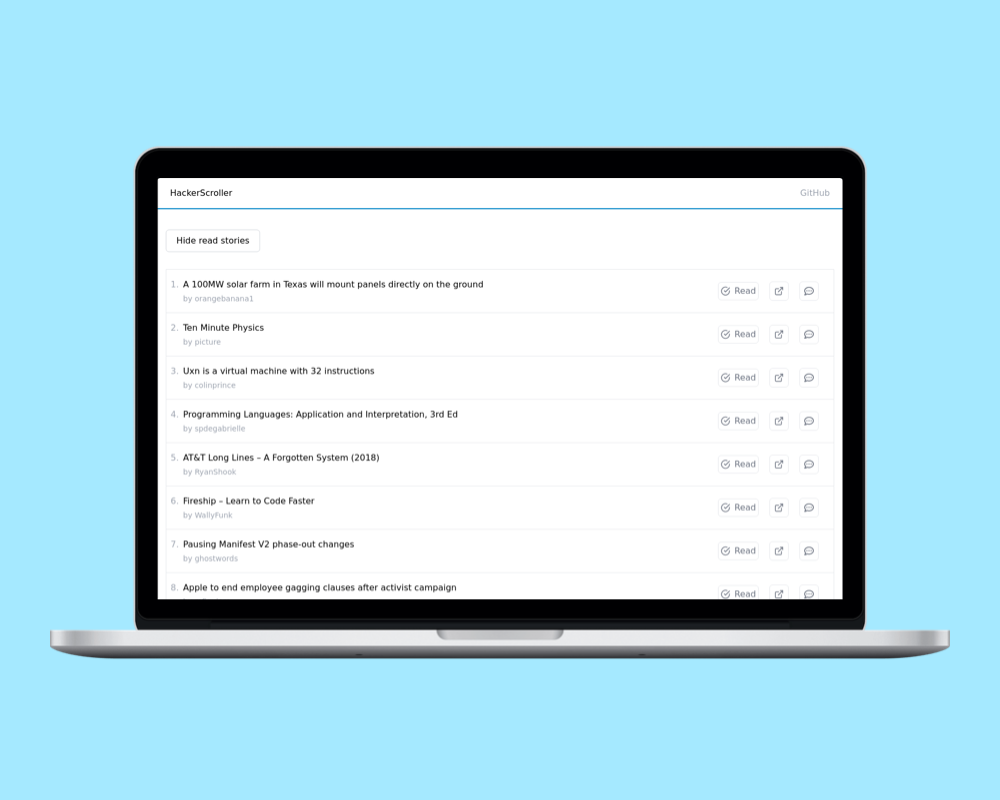 HackerScroller
GitHub
Hide read stories
1. A 100MW solar farm in Texas will mount panels directly on the ground
by orangebanana1
Read
2. Ten Minute Physics
by picture
Read
3. Uxn is a virtual machine with 32 instructions
by colinprince
Read
4. Programming Languages: Application and Interpretation, 3rd Ed
by spdegabrielle
Read
5. AT&T Long Lines – A Forgotten System (2018)
by RyanShook
Read
6. Fireship – Learn to Code Faster
by WallyFunk
Read
7. Pausing Manifest V2 phase-out changes
by ghostwords
Read
8. Apple to end employee gagging clauses after activist campaign
Read